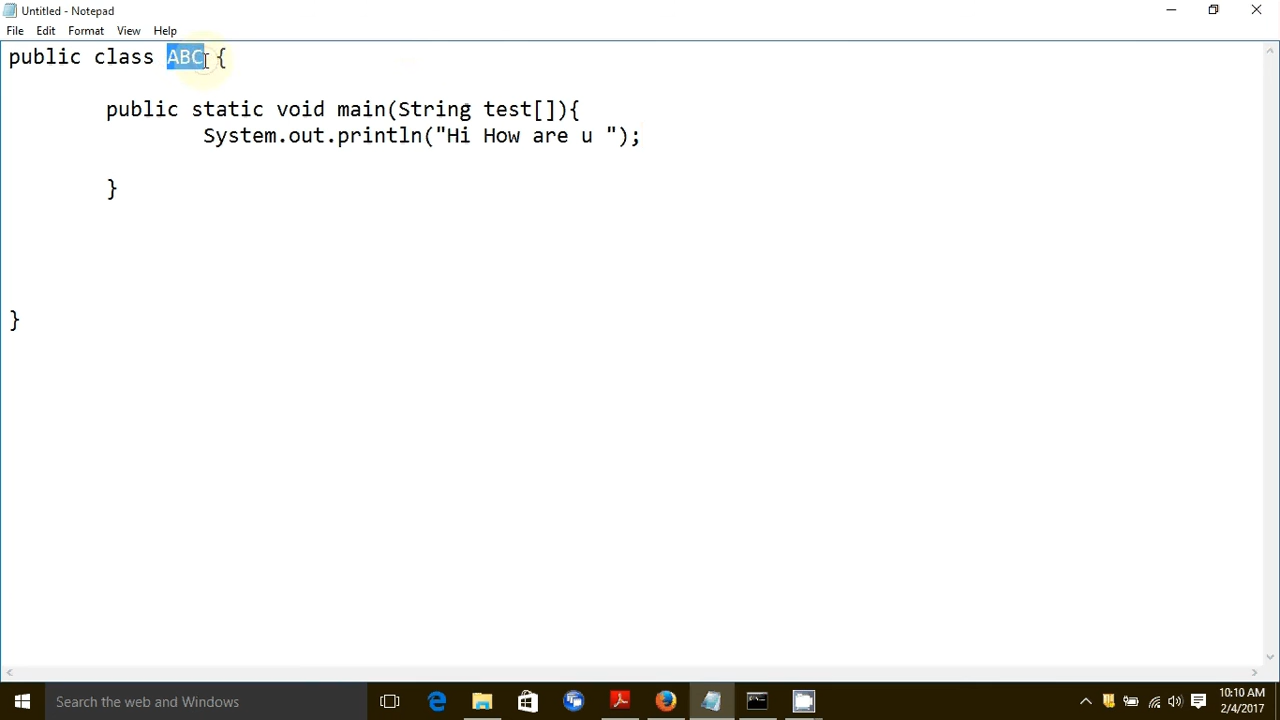 Untitled - Notepad
File Edit Format View Help
public class ABC {
public static void main(String test[]){
System.out.println("Hi How are u ");
}
}
Search the web and Windows
10:10 AM
2/4/2017